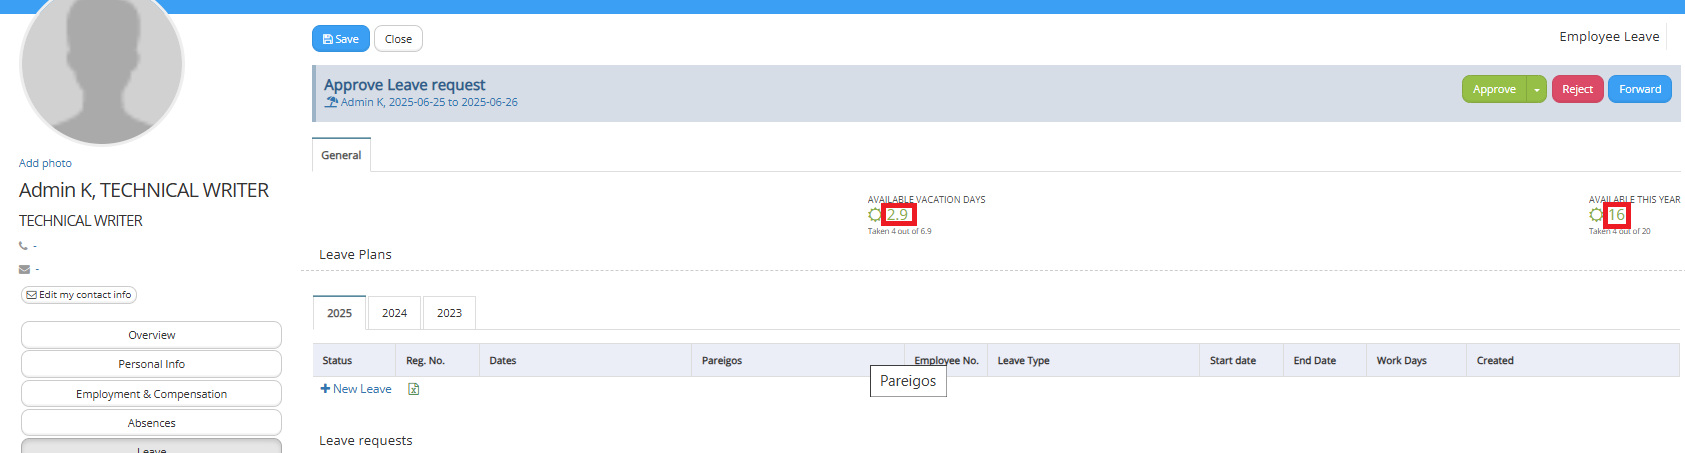 Save Close
Employee Leave
Approve Leave request
Admin K, 2025-06-25 to 2025-06-26
Approve Reject Forward
Add photo
Admin K, TECHNICAL WRITER
TECHNICAL WRITER
-
-
Edit my contact info
Overview
Personal Info
Employment & Compensation
Absences
Leave
General
AVAILABLE VACATION DAYS
2.9
Taken 4 out of 6.9
AVAILABLE THIS YEAR
16
Taken 4 out of 20
Leave Plans
2025 2024 2023
Status Reg. No. Dates Pareigos Employee No. Leave Type Start date End Date Work Days Created
Pareigos
New Leave
Leave requests